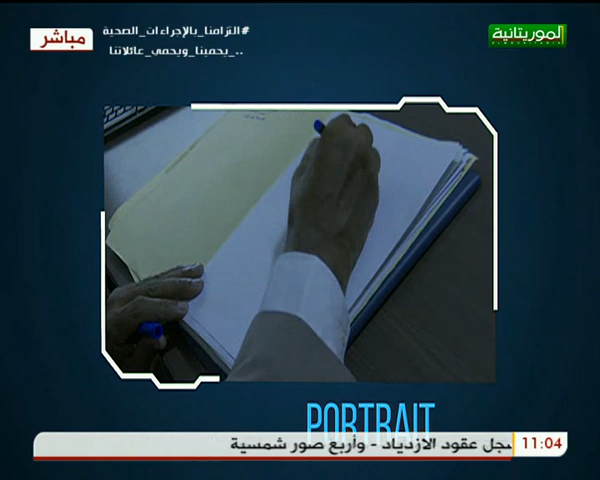 مباشر
#التزامنا_بالإجراءات_الصحية
.._يحمينا_ويحمي_عائلاتنا
الموريتانية
PORTRAIT
سجل عقود الازدياد - وأربع صور شمسية
11:04